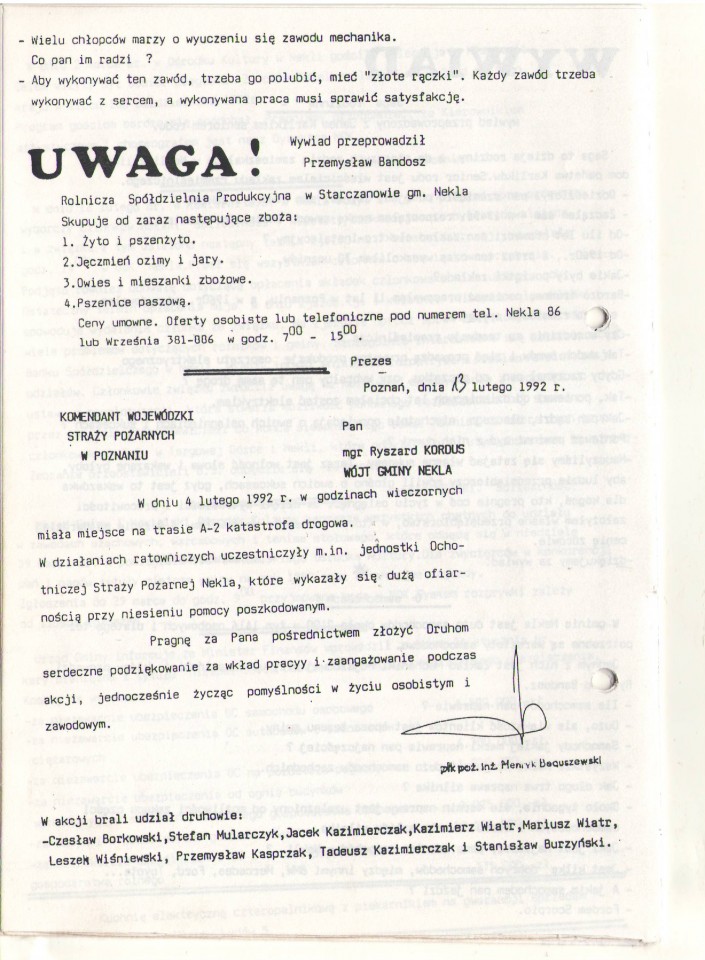 - Wielu chłopców marzy o wyuczeniu się zawodu mechanika.
Co pan im radzi ?
- Aby wykonywać ten zawód, trzeba go polubić, mieć "złote rączki". Każdy zawód trzeba
wykonywać z sercem, a wykonywana praca musi sprawić satysfakcję.
Wywiad przeprowadził
Przemysław Bandosz
UWAGA!
Rolnicza Spółdzielnia Produkcyjna w Starczanowie gm. Nekla
Skupuje od zaraz następujące zboża:
1. Żyto i pszenżyto.
2.Jęczmień ozimy i jary.
3.Owies i mieszanki zbożowe.
4.Pszenice paszową.
Ceny umowne. Oferty osobiste lub telefoniczne pod numerem tel. Nekla 86
lub Września 381-006 w godz. 7⁰⁰ - 15⁰⁰.
Prezes
Poznań, dnia 13 lutego 1992 r.
KOMENDANT WOJEWÓDZKI
STRAŻY POŻARNYCH
W POZNANIU
Pan
mgr Ryszard KORDUS
WÓJT GMINY NEKLA
W dniu 4 lutego 1992 r. w godzinach wieczornych
miała miejsce na trasie A-2 katastrofa drogowa.
W działaniach ratowniczych uczestniczyły m.in. jednostki Ocho-
tniczej Straży Pożarnej Nekla, które wykazały się dużą ofiar-
nością przy niesieniu pomocy poszkodowanym.
Pragnę za Pana pośrednictwem złożyć Druhom
serdeczne podziękowanie za wkład pracyy i zaangażowanie podczas
akcji, jednocześnie życząc pomyślności w życiu osobistym i
zawodowym.
płk poż. inż. Henryk Boguszewski
W akcji brali udział druhowie:
-Czesław Borkowski,Stefan Mularczyk,Jacek Kazimierczak,Kazimierz Wiatr,Mariusz Wiatr,
Leszek Wiśniewski, Przemysław Kasprzak, Tadeusz Kazimierczak i Stanisław Burzyński.